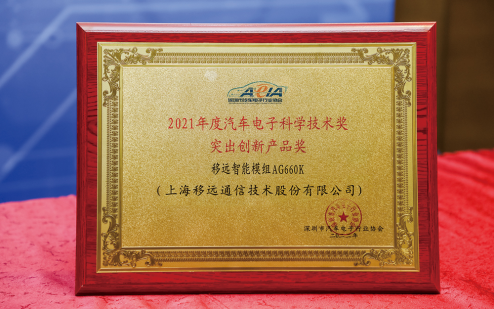 AEIA
2021年度汽车电子科学技术奖
突出创新产品奖
移远智能模组AG660K
(上海移远通信技术股份有限公司)
深圳市汽车电子行业协会